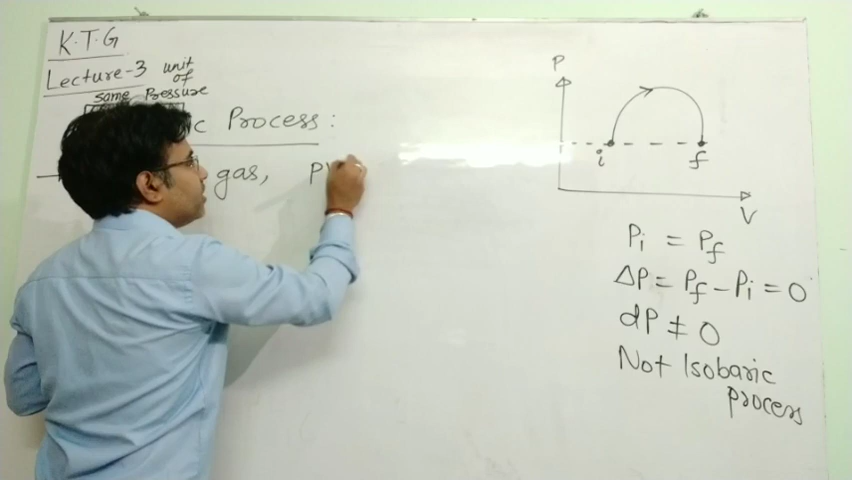 K.T.G
Lecture-3
unit
of
same Pressure
c Process:
gas, PV
P
i
f
V
Pi = Pf
ΔP = Pf - Pi = 0
dP ≠ 0
Not Isobaric
process